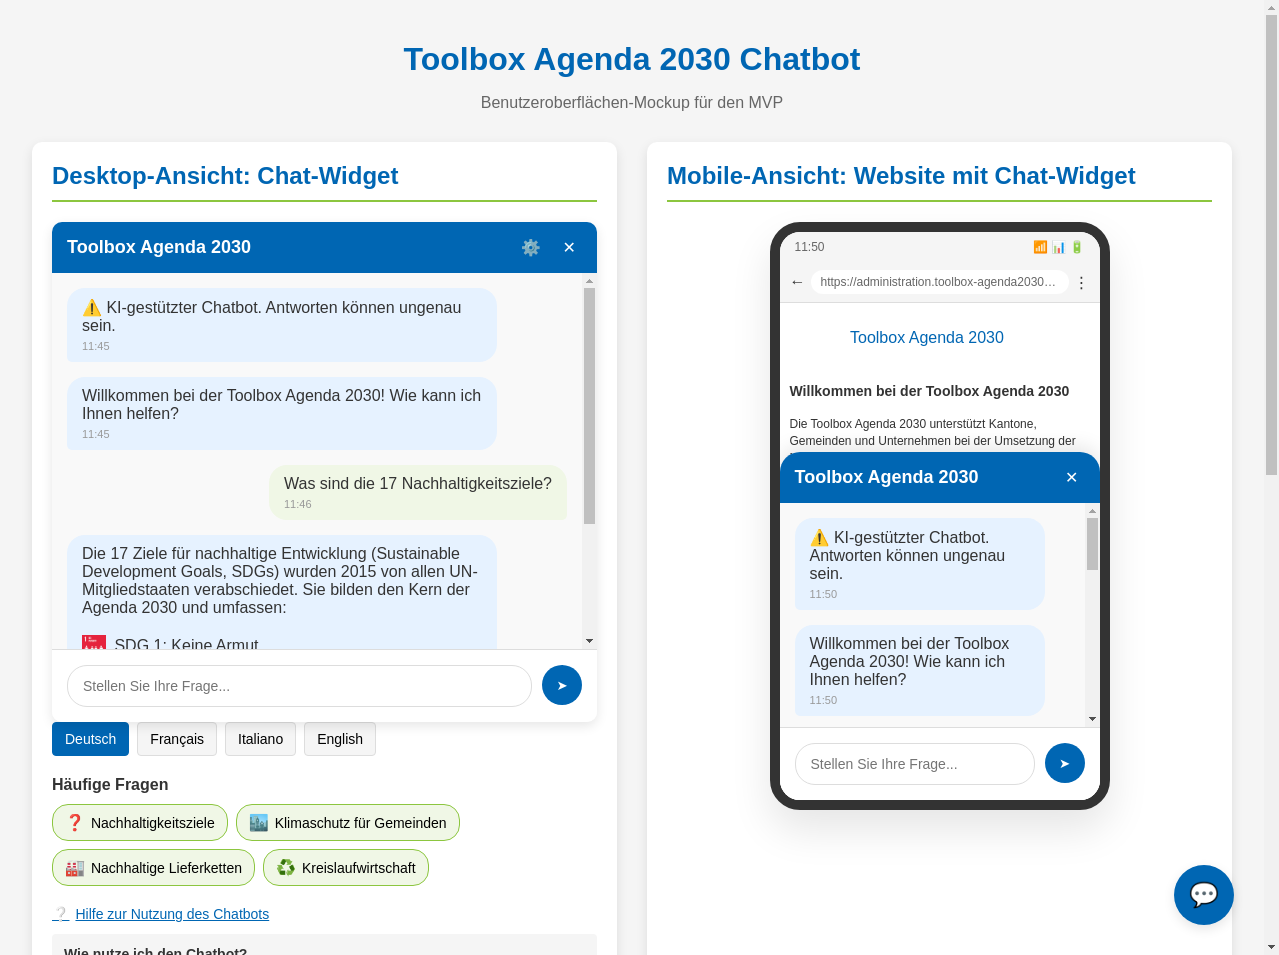 Toolbox Agenda 2030 Chatbot
Benutzeroberflächen-Mockup für den MVP
Desktop-Ansicht: Chat-Widget
Toolbox Agenda 2030
⚠️ KI-gestützter Chatbot. Antworten können ungenau
sein.
11:45
Willkommen bei der Toolbox Agenda 2030! Wie kann ich
Ihnen helfen?
11:45
Was sind die 17 Nachhaltigkeitsziele?
11:46
Die 17 Ziele für nachhaltige Entwicklung (Sustainable
Development Goals, SDGs) wurden 2015 von allen UN-
Mitgliedstaaten verabschiedet. Sie bilden den Kern der
Agenda 2030 und umfassen:
SDG 1: Keine Armut
Stellen Sie Ihre Frage...
Deutsch Français Italiano English
Häufige Fragen
Nachhaltigkeitsziele Klimaschutz für Gemeinden
Nachhaltige Lieferketten Kreislaufwirtschaft
Hilfe zur Nutzung des Chatbots
Wie nutze ich den Chatbot?
Mobile-Ansicht: Website mit Chat-Widget
11:50
https://administration.toolbox-agenda2030...
Toolbox Agenda 2030
Willkommen bei der Toolbox Agenda 2030
Die Toolbox Agenda 2030 unterstützt Kantone,
Gemeinden und Unternehmen bei der Umsetzung der
Toolbox Agenda 2030
⚠️ KI-gestützter Chatbot.
Antworten können ungenau
sein.
11:50
Willkommen bei der Toolbox
Agenda 2030! Wie kann ich
Ihnen helfen?
11:50
Stellen Sie Ihre Frage...